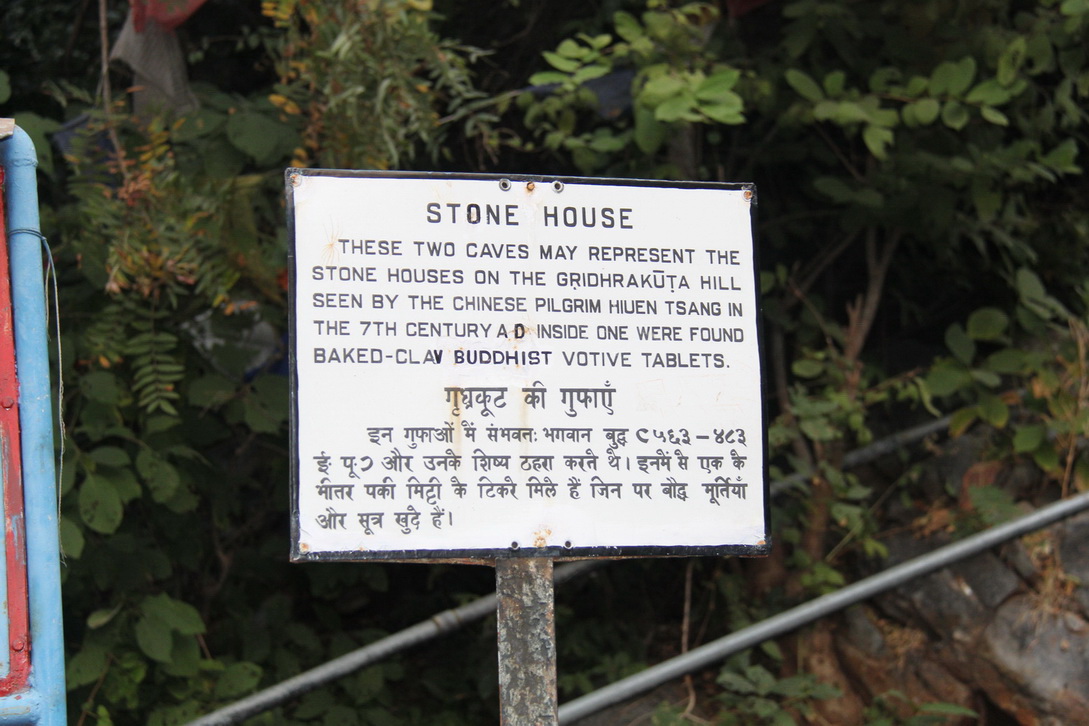 STONE HOUSE
THESE TWO CAVES MAY REPRESENT THE
STONE HOUSES ON THE GṚIDHRAKŪṬA HILL
SEEN BY THE CHINESE PILGRIM HIUEN TSANG IN
THE 7TH CENTURY A D INSIDE ONE WERE FOUND
BAKED-CLAV BUDDHIST VOTIVE TABLETS.
गृध्रकूट की गुफाएँ
इन गुफाओं में संभवतः भगवान बुद्ध (५६३-४८३
ई॰ पू॰) और उनके शिष्य ठहरा करते थे। इनमें से एक के
भीतर पकी मिट्टी के टिकरे मिले हैं जिन पर बौद्ध मूर्तियाँ
और सूत्र खुदे हैं।